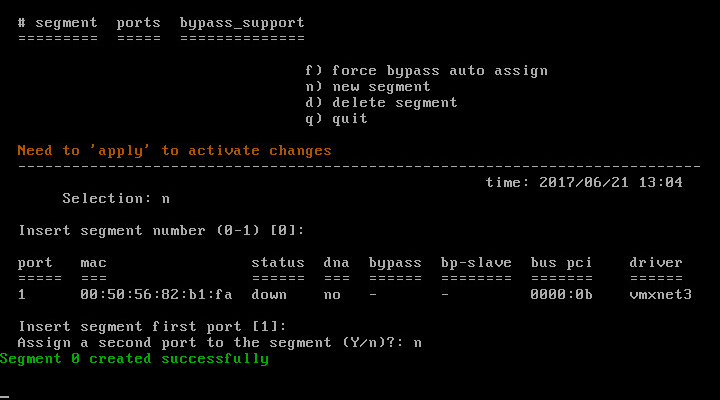 # segment  ports  bypass_support
=========  =====  ==============
f) force bypass auto assign
n) new segment
d) delete segment
q) quit
Need to 'apply' to activate changes
----------------------------------------------------------------------------
time: 2017/06/21 13:04
Selection: n
Insert segment number (0-1) [0]:
port   mac                status  dna  bypass  bp-slave  bus pci    driver
=====  ===                ======  ===  ======  ========  =======    ======
1      00:50:56:82:b1:fa  down    no   -       -         0000:0b    vmxnet3
Insert segment first port [1]:
Assign a second port to the segment (Y/n)?: n
Segment 0 created successfully
_